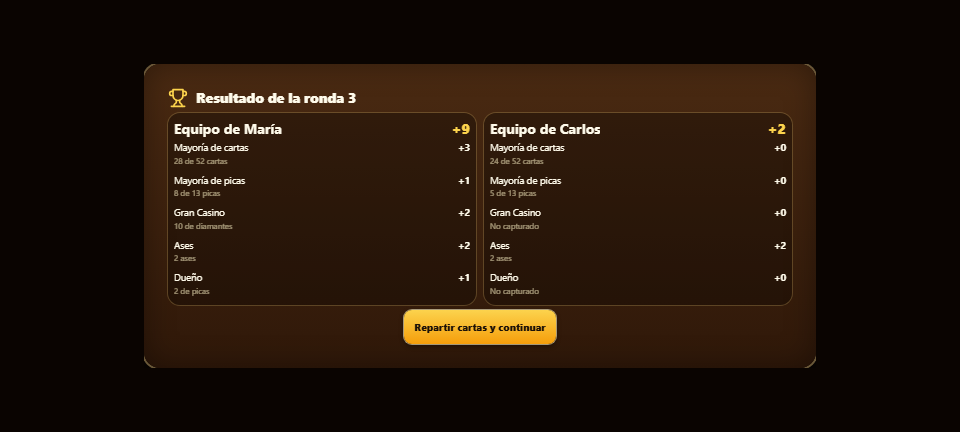 Resultado de la ronda 3
Equipo de María +9
Mayoría de cartas +3
28 de 52 cartas
Mayoría de picas +1
8 de 13 picas
Gran Casino +2
10 de diamantes
Ases +2
2 ases
Dueño +1
2 de picas
Equipo de Carlos +2
Mayoría de cartas +0
24 de 52 cartas
Mayoría de picas +0
5 de 13 picas
Gran Casino +0
No capturado
Ases +2
2 ases
Dueño +0
No capturado
Repartir cartas y continuar